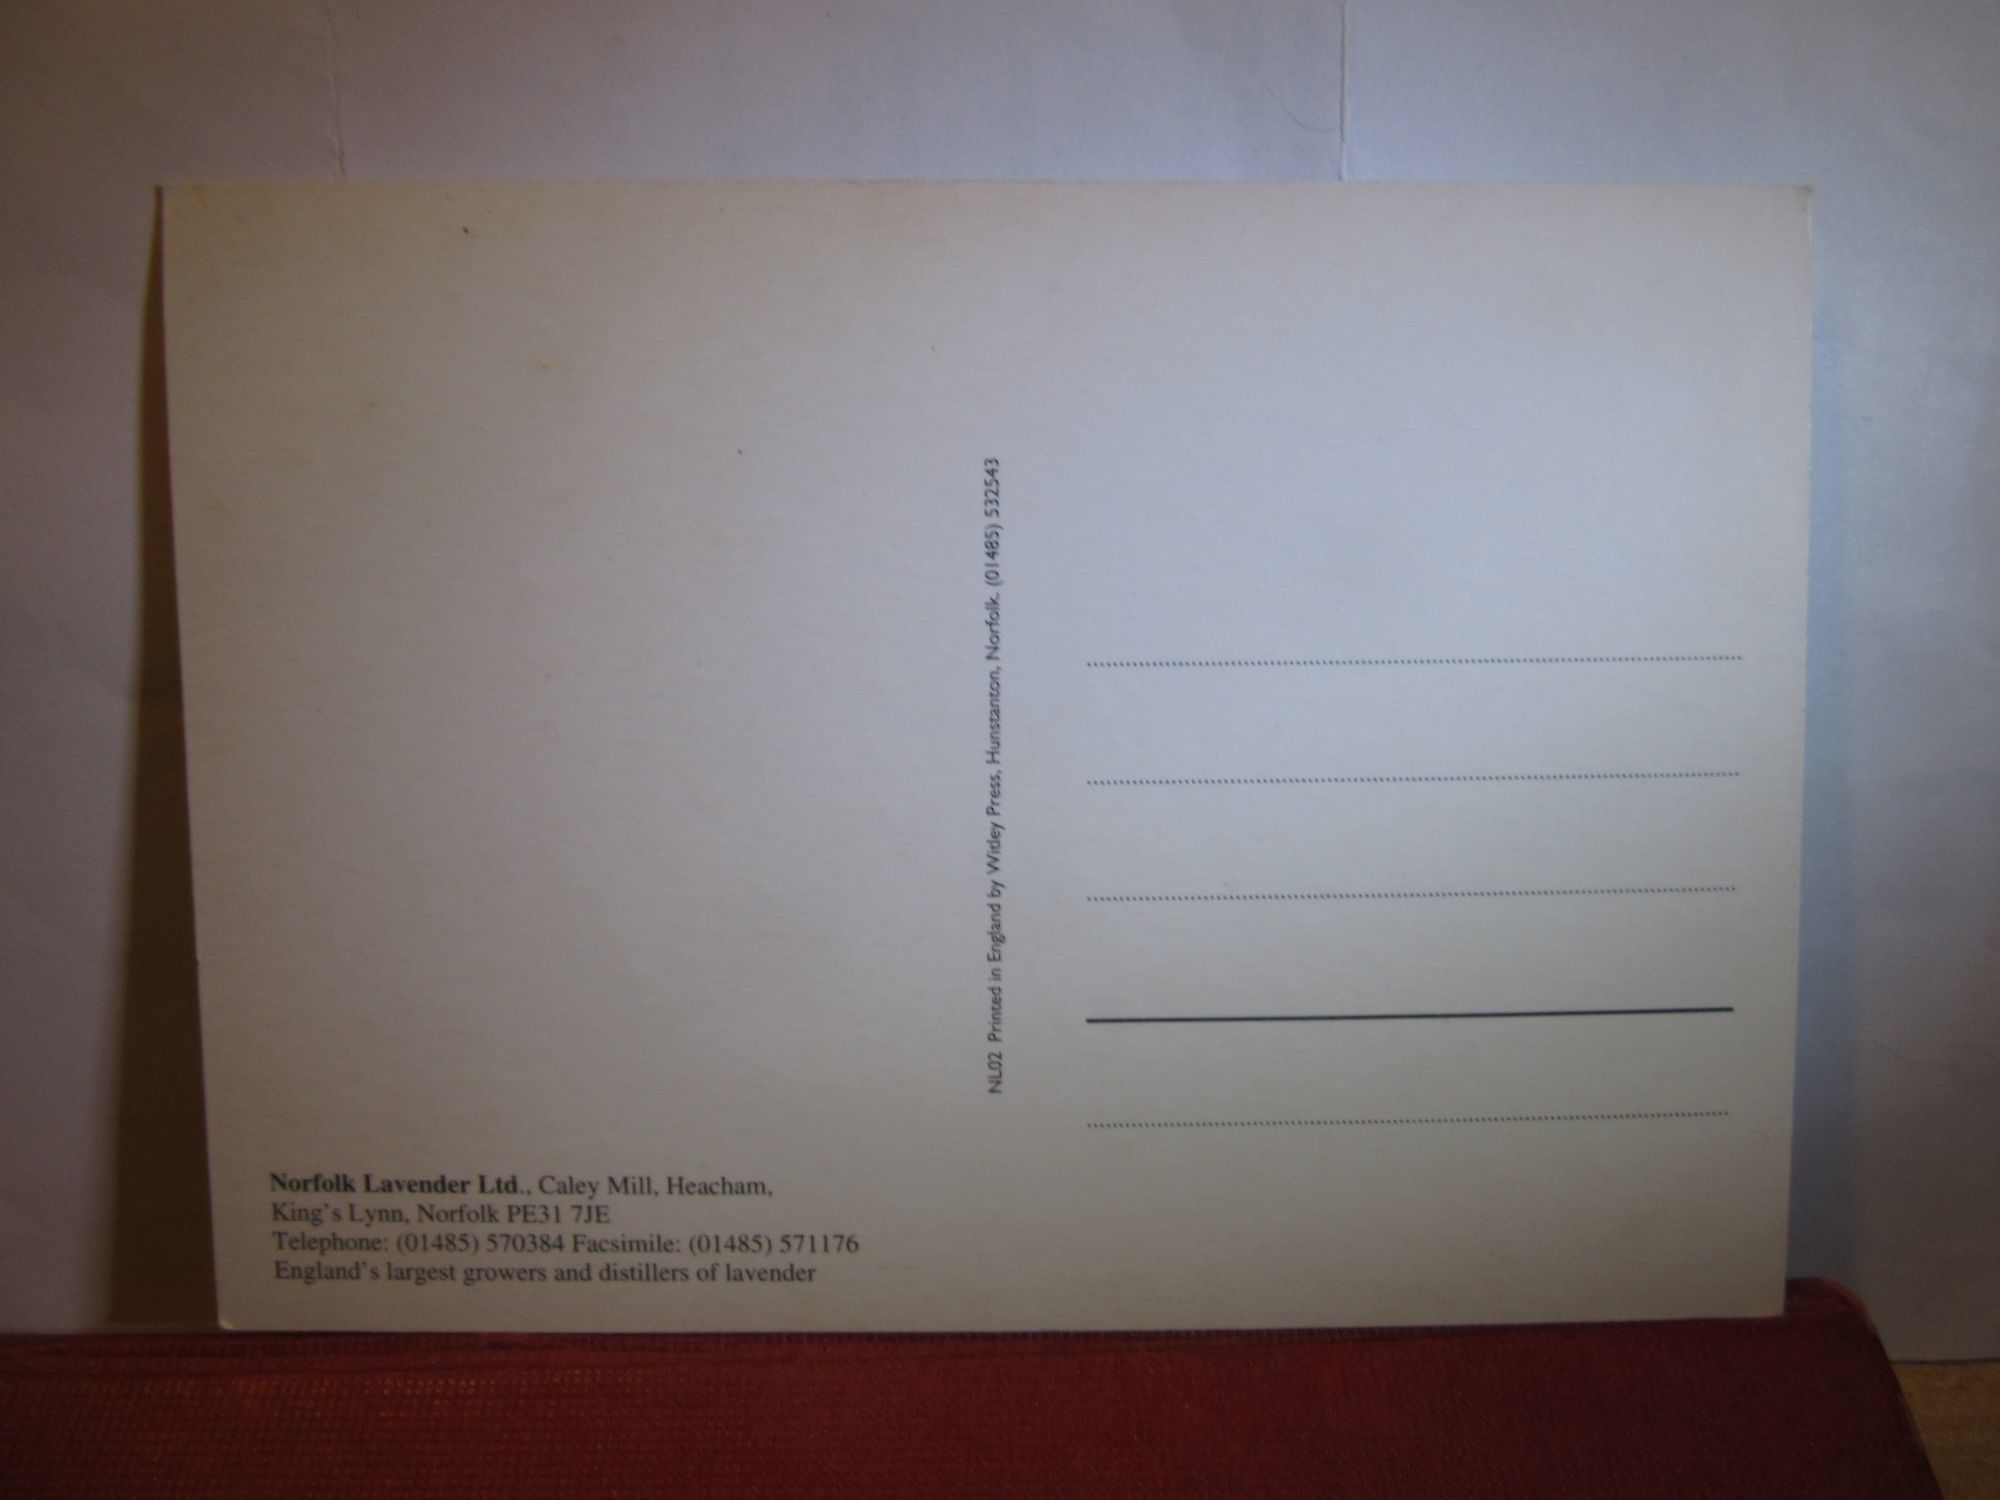 NL02 Printed in England by Witley Press, Hunstanton, Norfolk. (01485) 532543
Norfolk Lavender Ltd., Caley Mill, Heacham,
King's Lynn, Norfolk PE31 7JE
Telephone: (01485) 570384 Facsimile: (01485) 571176
England's largest growers and distillers of lavender